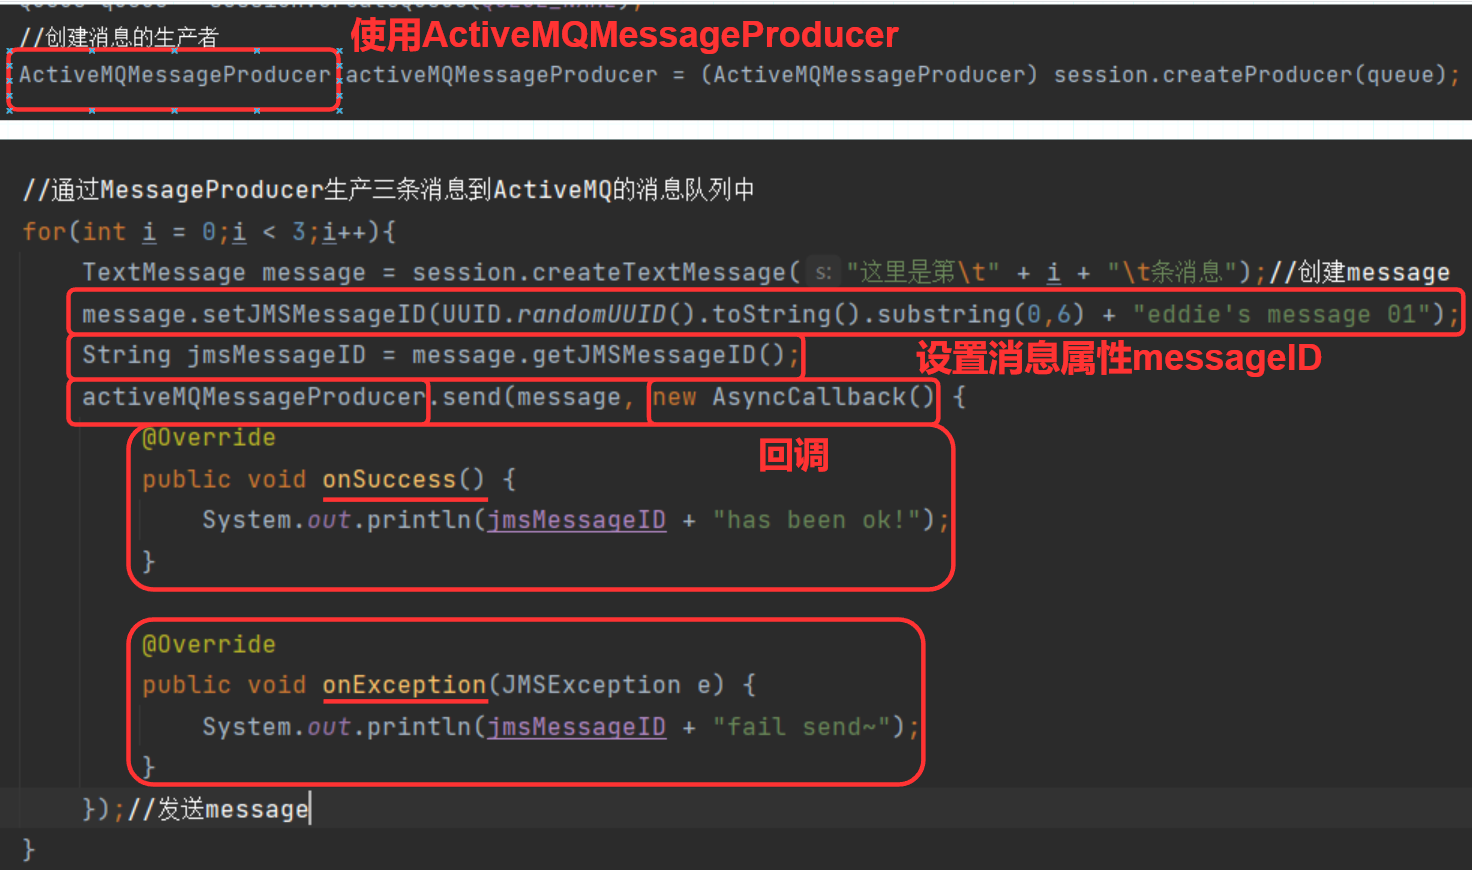 //创建消息的生产者
使用ActiveMQMessageProducer
ActiveMQMessageProducer activeMQMessageProducer = (ActiveMQMessageProducer) session.createProducer(queue);
//通过MessageProducer生产三条消息到ActiveMQ的消息队列中
for(int i = 0;i < 3;i++){
TextMessage message = session.createTextMessage( s: "这里是第\t" + i + "\t条消息");//创建message
message.setJMSMessageID(UUID.randomUUID().toString().substring(0,6) + "eddie's message 01");
String jmsMessageID = message.getJMSMessageID();
设置消息属性messageID
activeMQMessageProducer.send(message, new AsyncCallback() {
@Override
回调
public void onSuccess() {
System.out.println(jmsMessageID + "has been ok!");
}
@Override
public void onException(JMSException e) {
System.out.println(jmsMessageID + "fail send~");
}
});//发送message
}